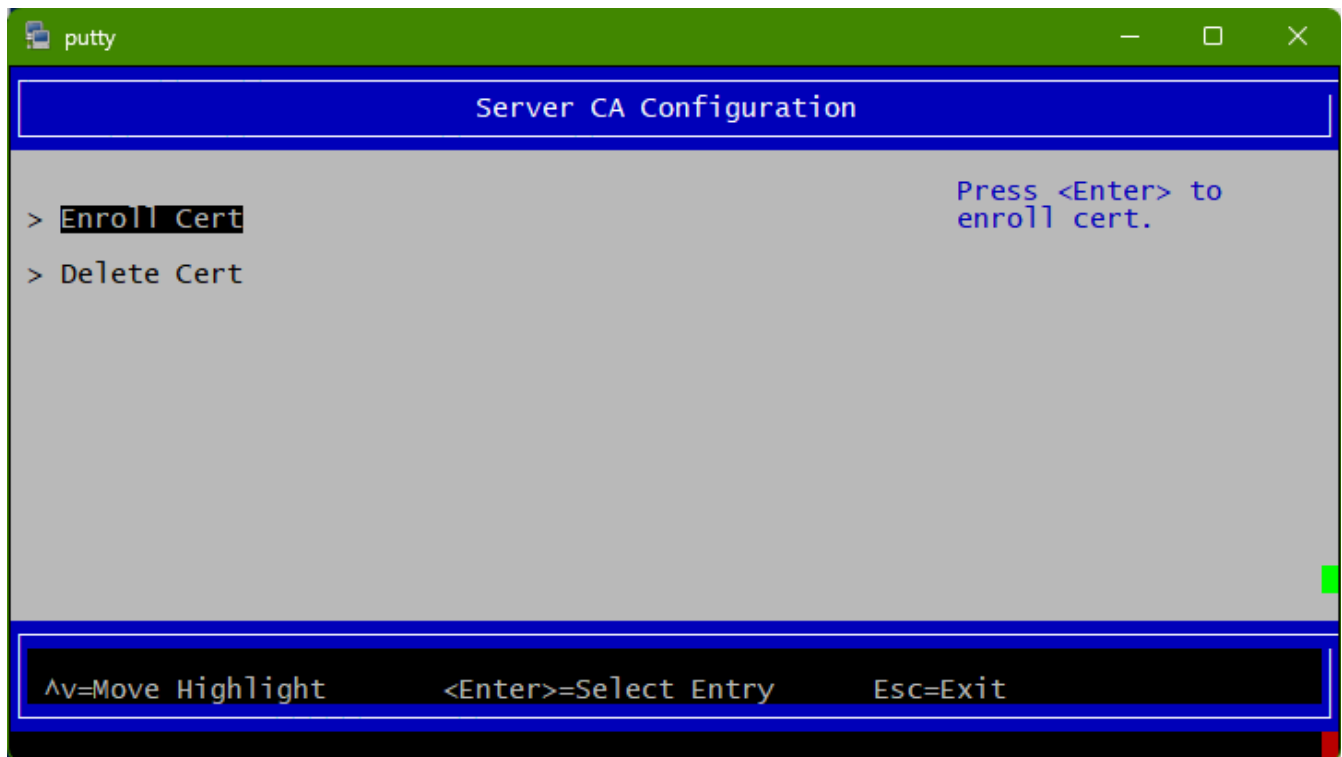 putty
Server CA Configuration
Press <Enter> to
> Enroll Cert enroll cert.
> Delete Cert
^v=Move Highlight <Enter>=Select Entry Esc=Exit